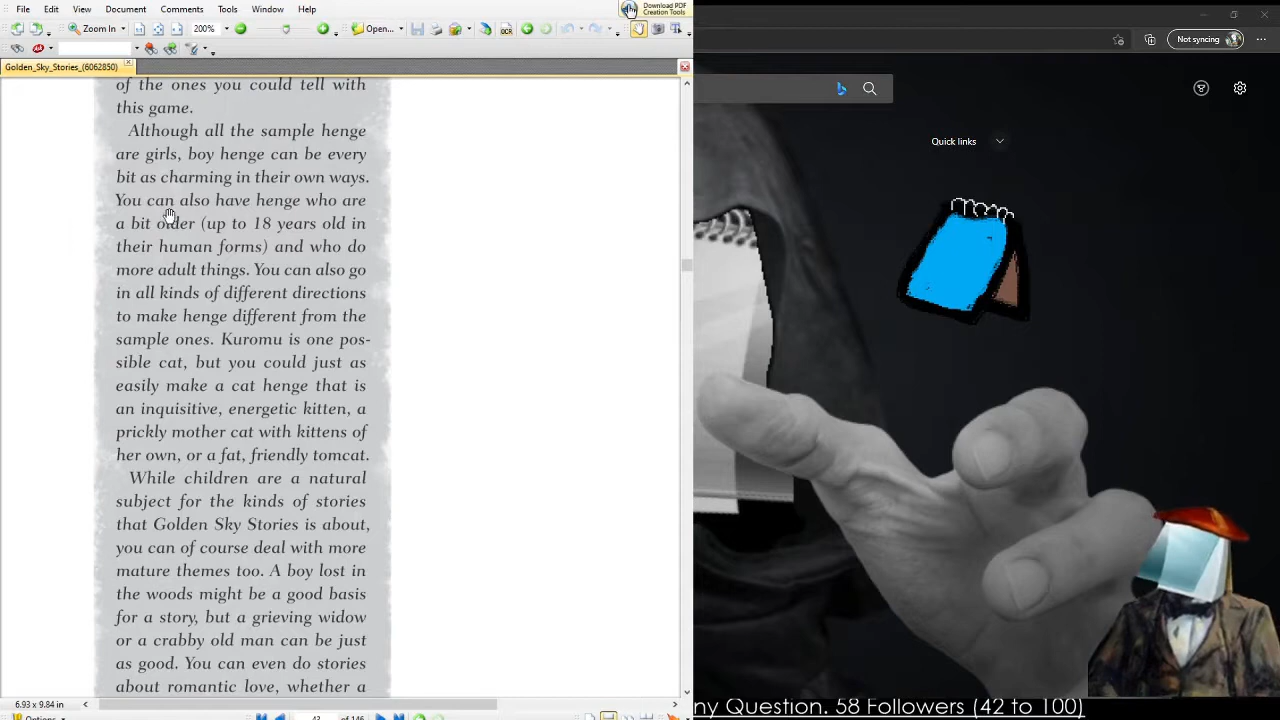 File Edit View Document Comments Tools Window Help
Download PDF
Creation Tools
Zoom In 200% Open... OCR
Golden_Sky_Stories_(6062850)
Not syncing
Quick links
of the ones you could tell with
this game.
Although all the sample henge
are girls, boy henge can be every
bit as charming in their own ways.
You can also have henge who are
a bit older (up to 18 years old in
their human forms) and who do
more adult things. You can also go
in all kinds of different directions
to make henge different from the
sample ones. Kuromu is one pos-
sible cat, but you could just as
easily make a cat henge that is
an inquisitive, energetic kitten, a
prickly mother cat with kittens of
her own, or a fat, friendly tomcat.
While children are a natural
subject for the kinds of stories
that Golden Sky Stories is about,
you can of course deal with more
mature themes too. A boy lost in
the woods might be a good basis
for a story, but a grieving widow
or a crabby old man can be just
as good. You can even do stories
about romantic love, whether a
6.93 x 9.84 in
Options 43 of 146
ny Question. 58 Followers (42 to 100)